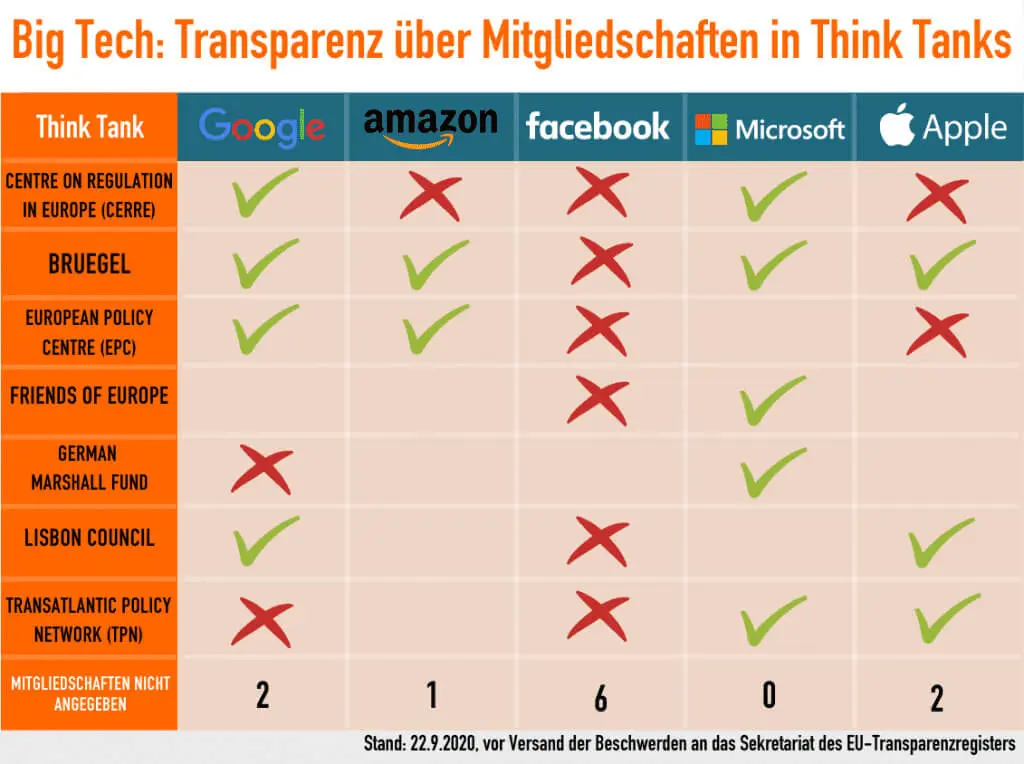 Big Tech: Transparenz über Mitgliedschaften in Think Tanks
Think Tank Google amazon facebook Microsoft Apple
CENTRE ON REGULATION
IN EUROPE (CERRE)
BRUEGEL
EUROPEAN POLICY
CENTRE (EPC)
FRIENDS OF EUROPE
GERMAN
MARSHALL FUND
LISBON COUNCIL
TRANSATLANTIC POLICY
NETWORK (TPN)
MITGLIEDSCHAFTEN NICHT
ANGEGEBEN
2 1 6 0 2
Stand: 22.9.2020, vor Versand der Beschwerden an das Sekretariat des EU-Transparenzregisters